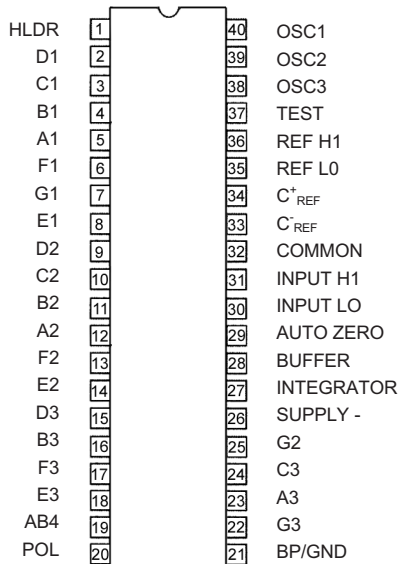 HLDR 1 40 OSC1
D1 2 39 OSC2
C1 3 38 OSC3
B1 4 37 TEST
A1 5 36 REF H1
F1 6 35 REF L0
G1 7 34 C⁺REF
E1 8 33 C⁻REF
D2 9 32 COMMON
C2 10 31 INPUT H1
B2 11 30 INPUT LO
A2 12 29 AUTO ZERO
F2 13 28 BUFFER
E2 14 27 INTEGRATOR
D3 15 26 SUPPLY -
B3 16 25 G2
F3 17 24 C3
E3 18 23 A3
AB4 19 22 G3
POL 20 21 BP/GND